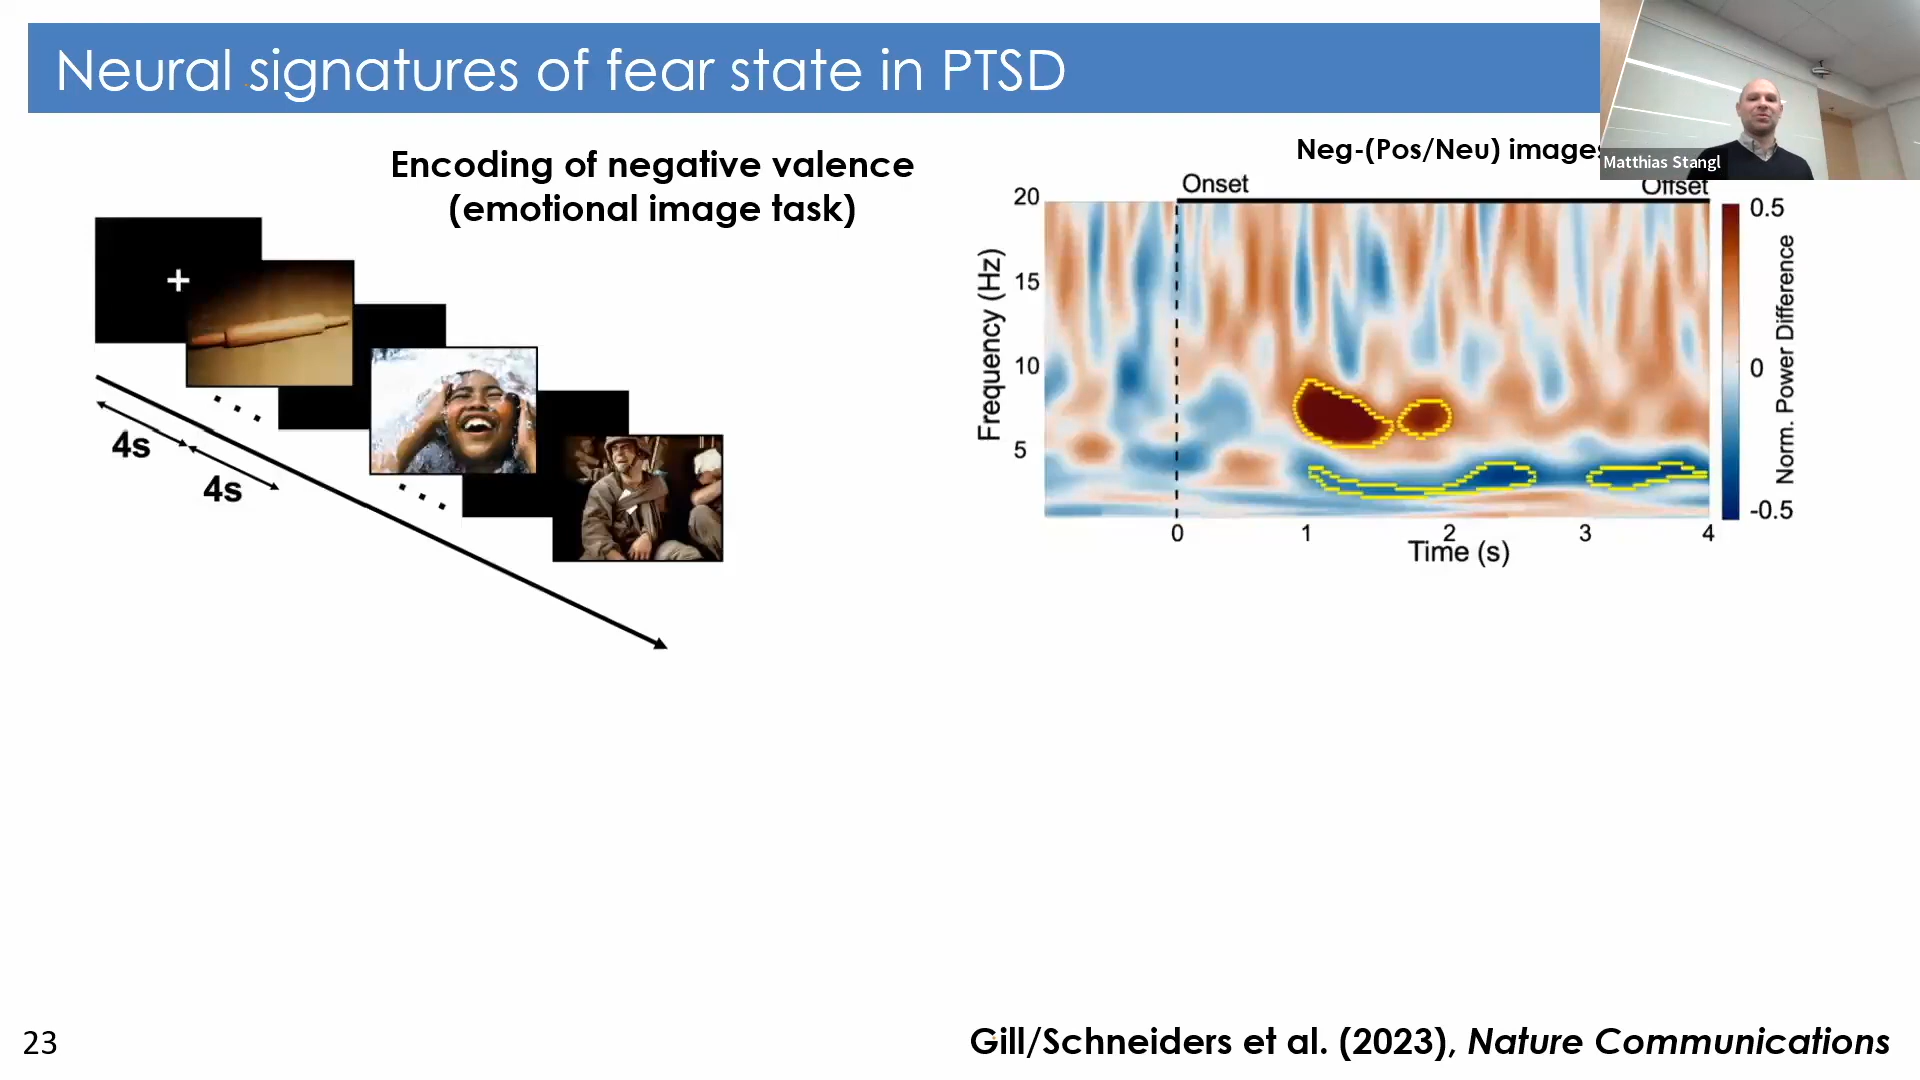 Neural signatures of fear state in PTSD
Matthias Stangl
Encoding of negative valence
(emotional image task)
4s
4s
Neg-(Pos/Neu) images
Onset
Offset
20
15
10
5
Frequency (Hz)
0
1
2
3
4
Time (s)
0.5
0
-0.5
Norm. Power Difference
23
Gill/Schneiders et al. (2023), Nature Communications